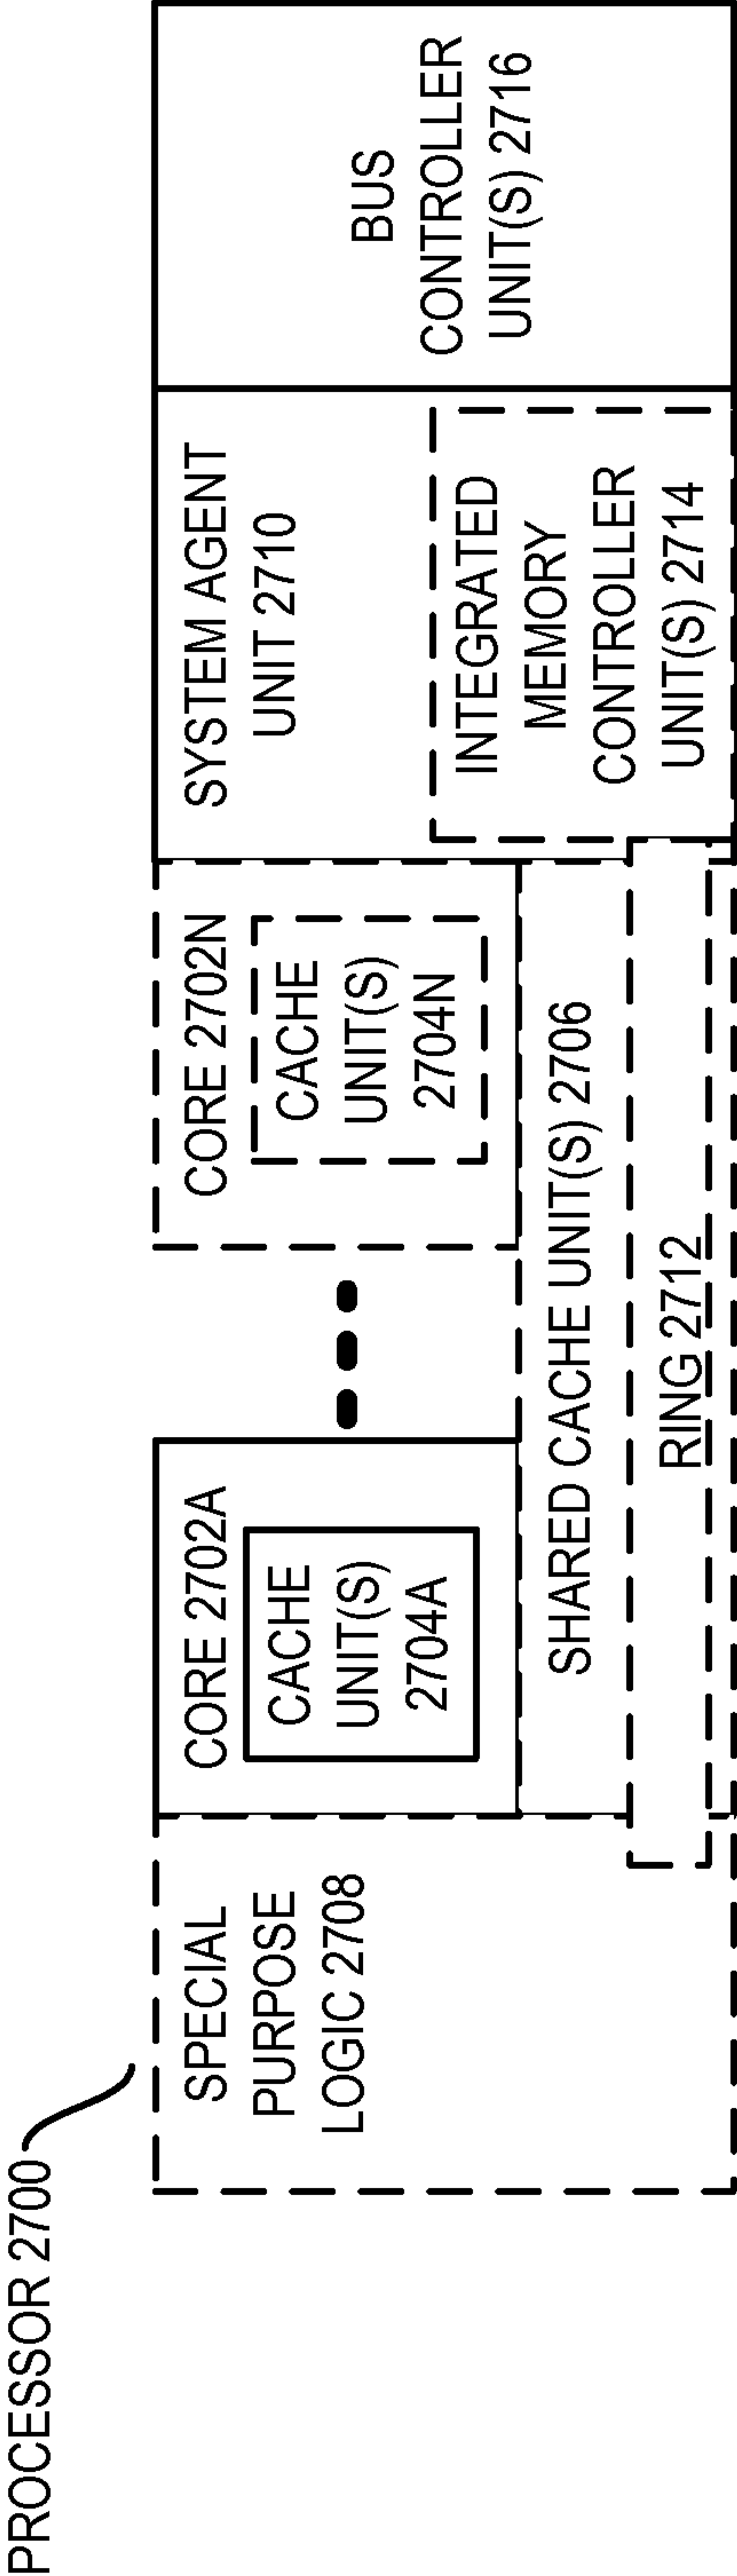 PROCESSOR 2700
SPECIAL
PURPOSE
LOGIC 2708
CORE 2702A
CACHE
UNIT(S)
2704A
CORE 2702N
CACHE
UNIT(S)
2704N
SHARED CACHE UNIT(S) 2706
RING 2712
SYSTEM AGENT
UNIT 2710
INTEGRATED
MEMORY
CONTROLLER
UNIT(S) 2714
BUS
CONTROLLER
UNIT(S) 2716